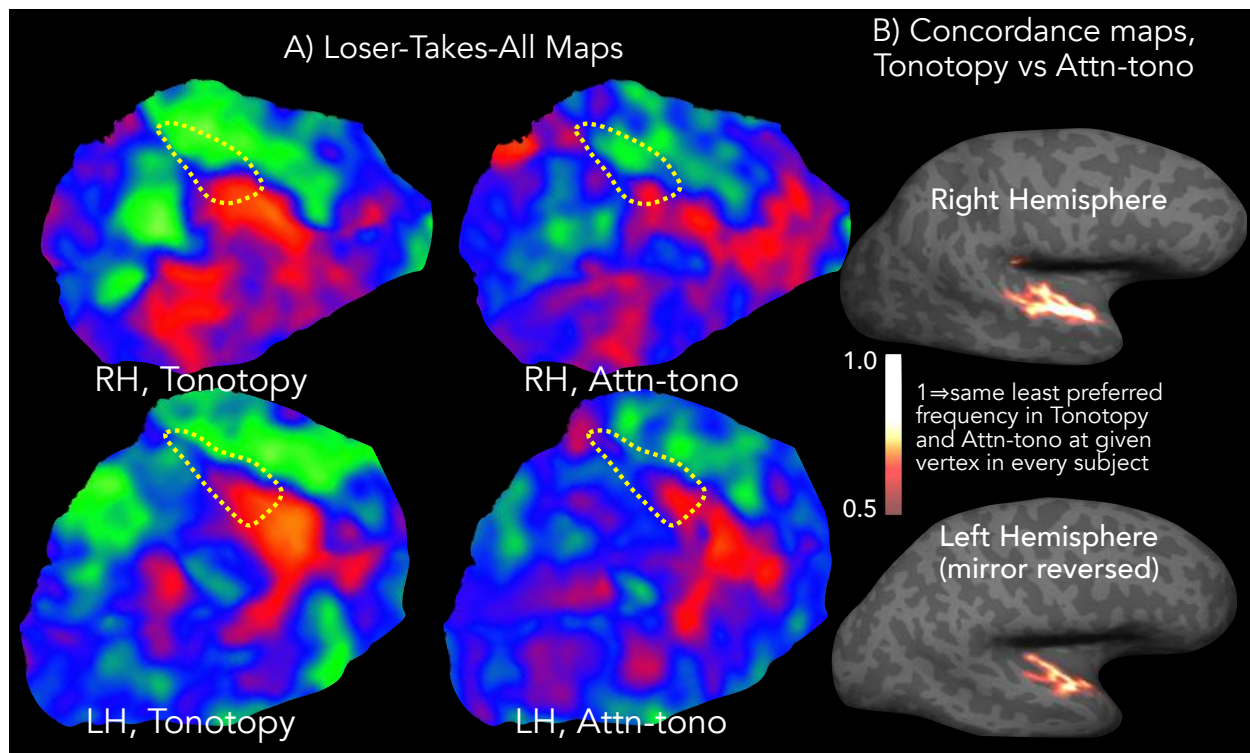 A) Loser-Takes-All Maps
B) Concordance maps,
Tonotopy vs Attn-tono
RH, Tonotopy
RH, Attn-tono
LH, Tonotopy
LH, Attn-tono
Right Hemisphere
1.0
1⇒same least preferred
frequency in Tonotopy
and Attn-tono at given
vertex in every subject
0.5
Left Hemisphere
(mirror reversed)